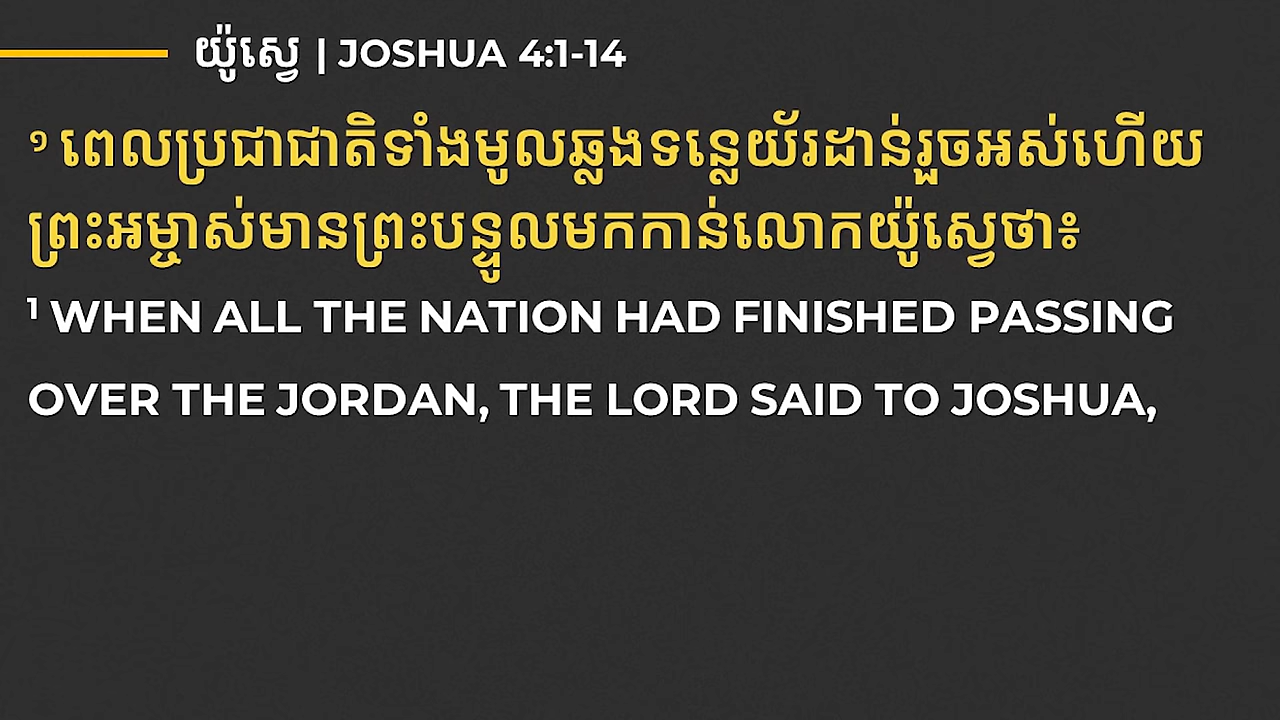 យ៉ូស្វេ | JOSHUA 4:1-14
១ ពេលប្រជាជាតិទាំងមូលឆ្លងទន្លេយ័រដាន់រួចអស់ហើយ
ព្រះអម្ចាស់មានព្រះបន្ទូលមកកាន់លោកយ៉ូស្វេថា៖
1 WHEN ALL THE NATION HAD FINISHED PASSING
OVER THE JORDAN, THE LORD SAID TO JOSHUA,